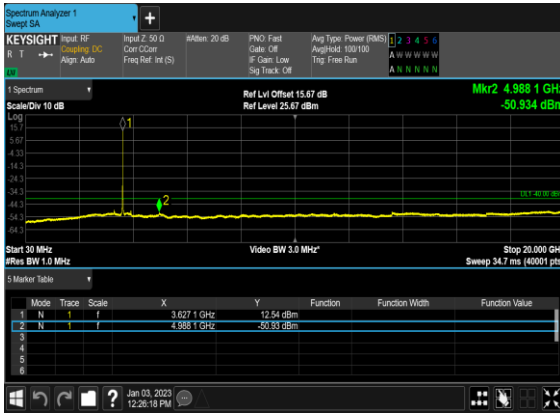 Spectrum Analyzer 1
Swept SA
+
KEYSIGHT Input: RF Input Z: 50 Ω #Atten: 20 dB PNO: Fast Avg Type: Power (RMS) 1 2 3 4 5 6
R T Coupling: DC Corr CCorr Gate: Off Avg|Hold: 100/100 A W W W W W
Align: Auto Freq Ref: Int (S) IF Gain: Low Trig: Free Run
Sig Track: Off A N N N N N
1 Spectrum
Scale/Div 10 dB
Ref Lvl Offset 15.67 dB
Ref Level 25.67 dBm
Mkr2 4.988 1 GHz
-50.934 dBm
Log
15.7
5.67
-4.33
-14.3
-24.3
-34.3
-44.3
-54.3
-64.3
1
2
DL1 -40.00 dBm
Start 30 MHz Video BW 3.0 MHz* Stop 20.000 GHz
#Res BW 1.0 MHz Sweep 34.7 ms (40001 pts)
5 Marker Table
Mode Trace Scale X Y Function Function Width Function Value
1 N 1 f 3.627 1 GHz 12.54 dBm
2 N 1 f 4.988 1 GHz -50.93 dBm
3
4
5
6
? Jan 03, 2023
12:26:18 PM